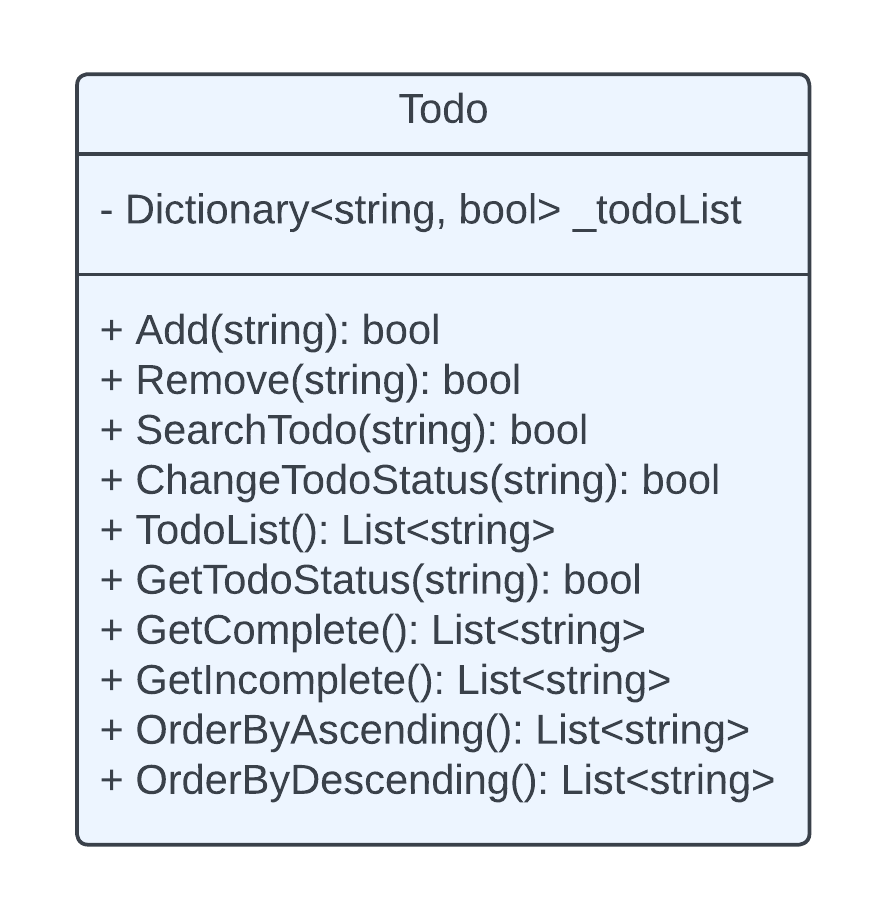 Todo
- Dictionary<string, bool> _todoList
+ Add(string): bool
+ Remove(string): bool
+ SearchTodo(string): bool
+ ChangeTodoStatus(string): bool
+ TodoList(): List<string>
+ GetTodoStatus(string): bool
+ GetComplete(): List<string>
+ GetIncomplete(): List<string>
+ OrderByAscending(): List<string>
+ OrderByDescending(): List<string>